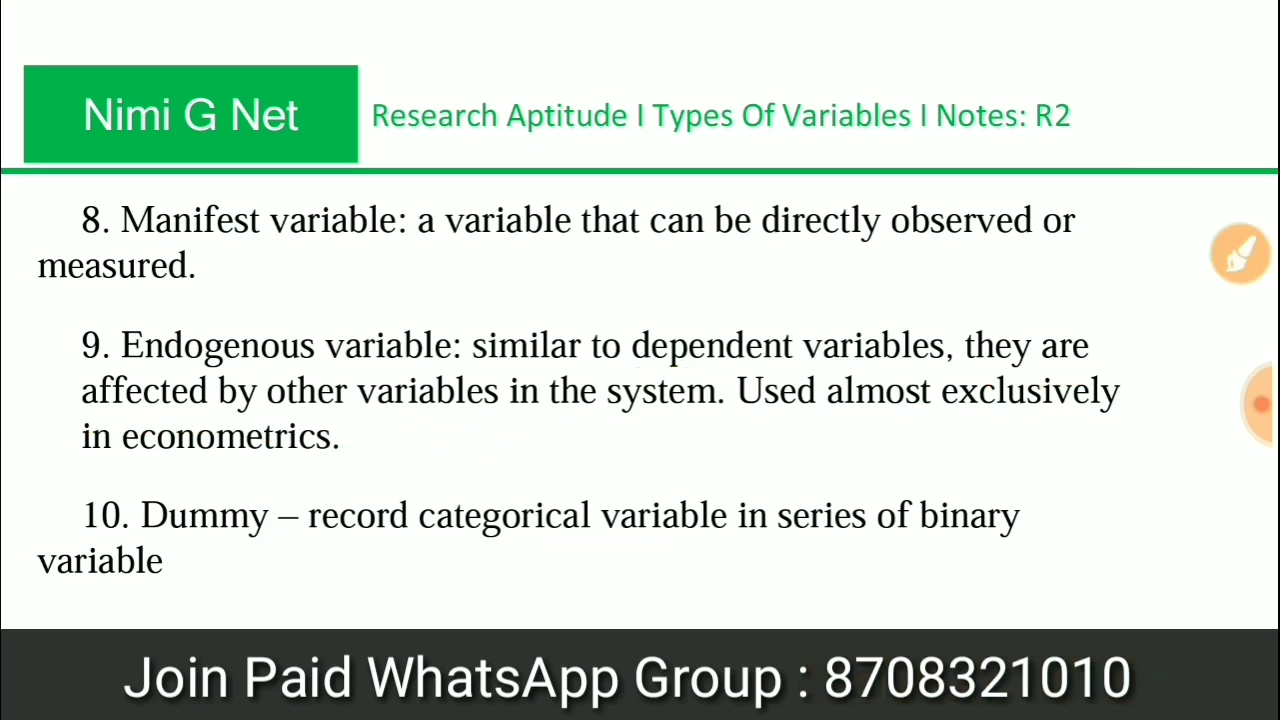 Nimi G Net
Research Aptitude I Types Of Variables I Notes: R2
8. Manifest variable: a variable that can be directly observed or
measured.
9. Endogenous variable: similar to dependent variables, they are
affected by other variables in the system. Used almost exclusively
in econometrics.
10. Dummy – record categorical variable in series of binary
variable
Join Paid WhatsApp Group : 8708321010